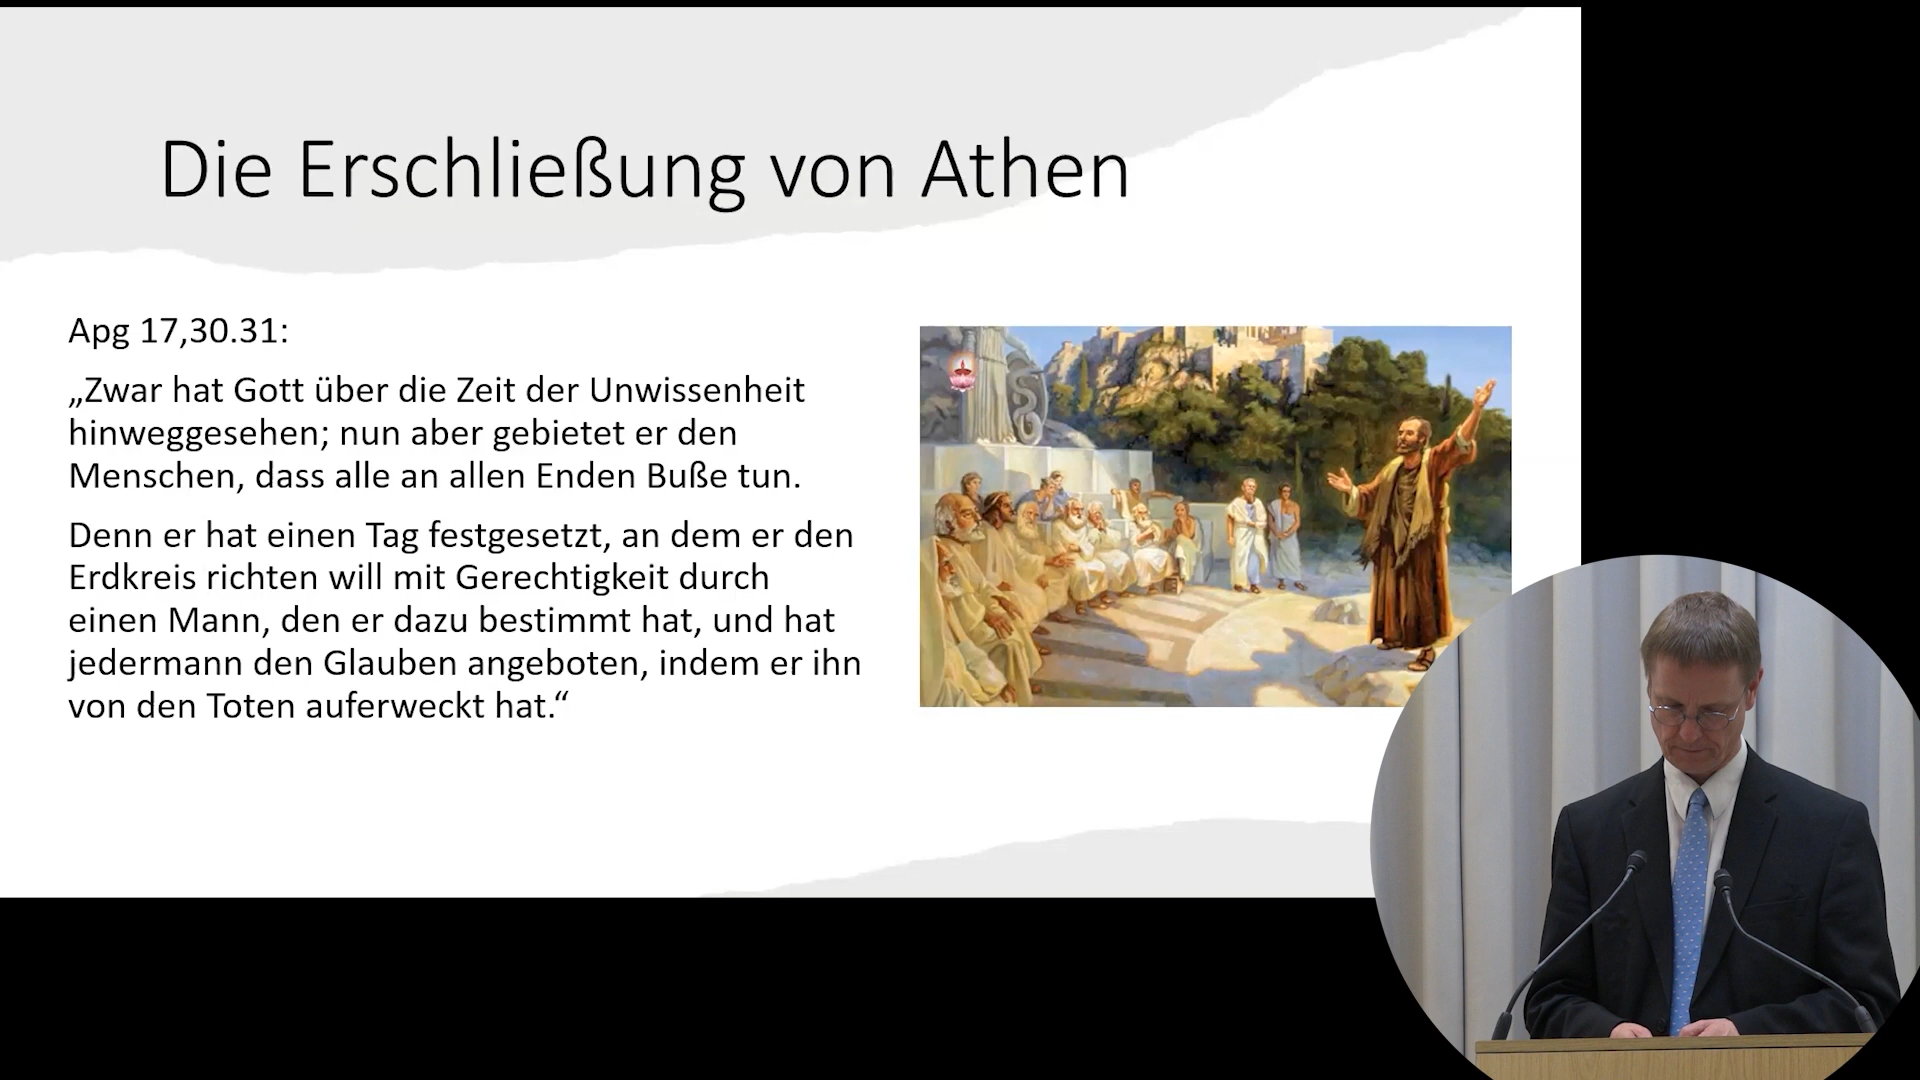 Die Erschließung von Athen
Apg 17,30.31:
„Zwar hat Gott über die Zeit der Unwissenheit
hinweggesehen; nun aber gebietet er den
Menschen, dass alle an allen Enden Buße tun.
Denn er hat einen Tag festgesetzt, an dem er den
Erdkreis richten will mit Gerechtigkeit durch
einen Mann, den er dazu bestimmt hat, und hat
jedermann den Glauben angeboten, indem er ihn
von den Toten auferweckt hat.“